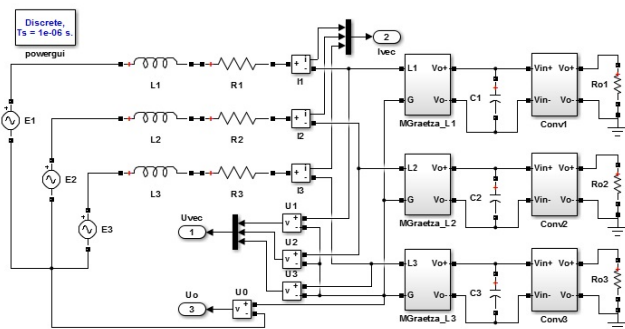 Discrete,
Ts = 1e-06 s.
powergui
E1
E2
E3
L1
R1
I1
L2
R2
I2
L3
R3
I3
2
Ivec
Uvec
1
U1
U2
U3
Uo
3
U0
i
i
i
v
v
v
v
L1
Vo+
G
Vo-
MGraetza_L1
C1
Vin+
Vo+
Vin-
Vo-
Conv1
Ro1
L2
Vo+
G
Vo-
MGraetza_L2
C2
Vin+
Vo+
Vin-
Vo-
Conv2
Ro2
L3
Vo+
G
Vo-
MGraetza_L3
C3
Vin+
Vo+
Vin-
Vo-
Conv3
Ro3